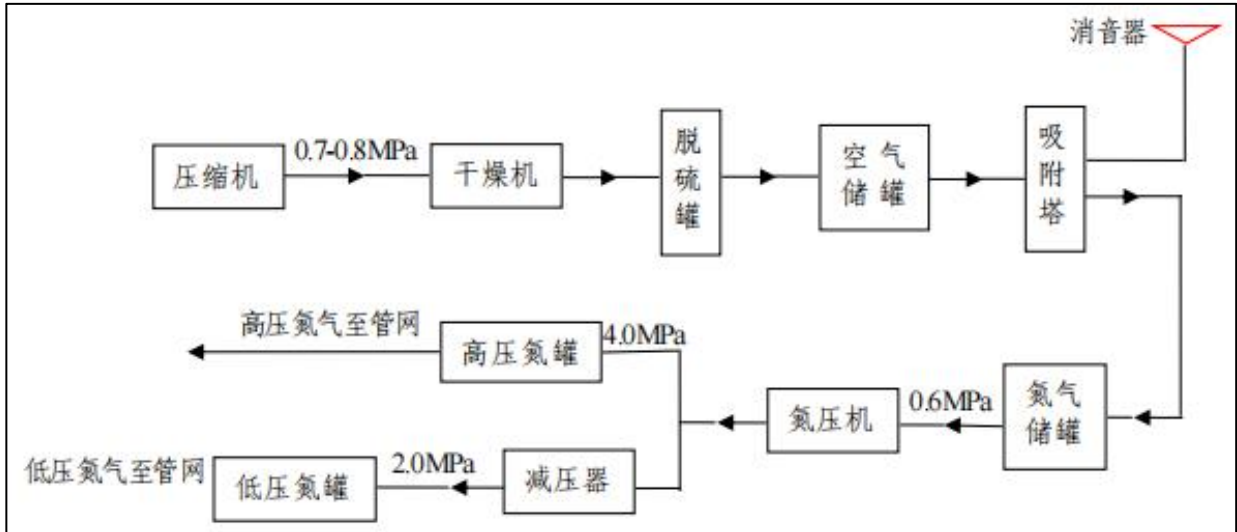 消音器
压缩机
0.7-0.8MPa
干燥机
脱
硫
罐
空气
储罐
吸
附
塔
高压氮气至管网
高压氮罐
4.0MPa
氮压机
0.6MPa
氮气
储罐
低压氮气至管网
低压氮罐
2.0MPa
减压器